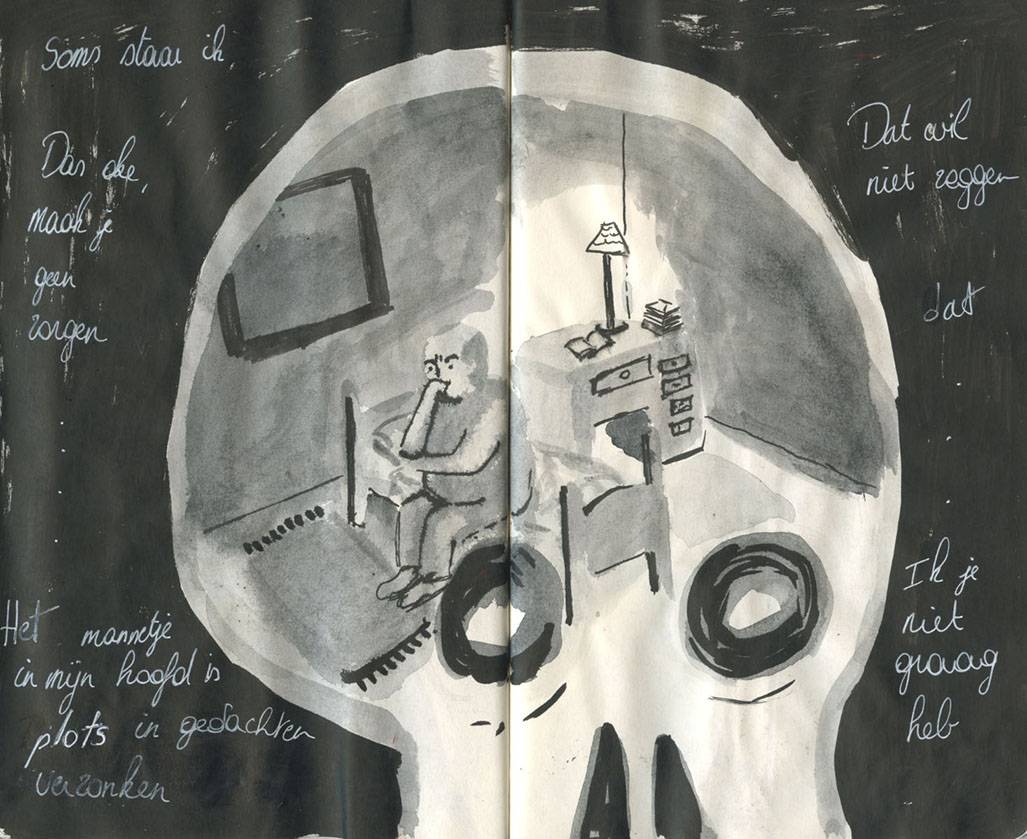 Soms staar ik
Das oke,
maak je
geen
zorgen
.
.
Het mannetje
in mijn hoofd is
plots in gedachten
verzonken
Dat wil
niet zeggen
dat
.
.
.
Ik je
niet
graag
heb